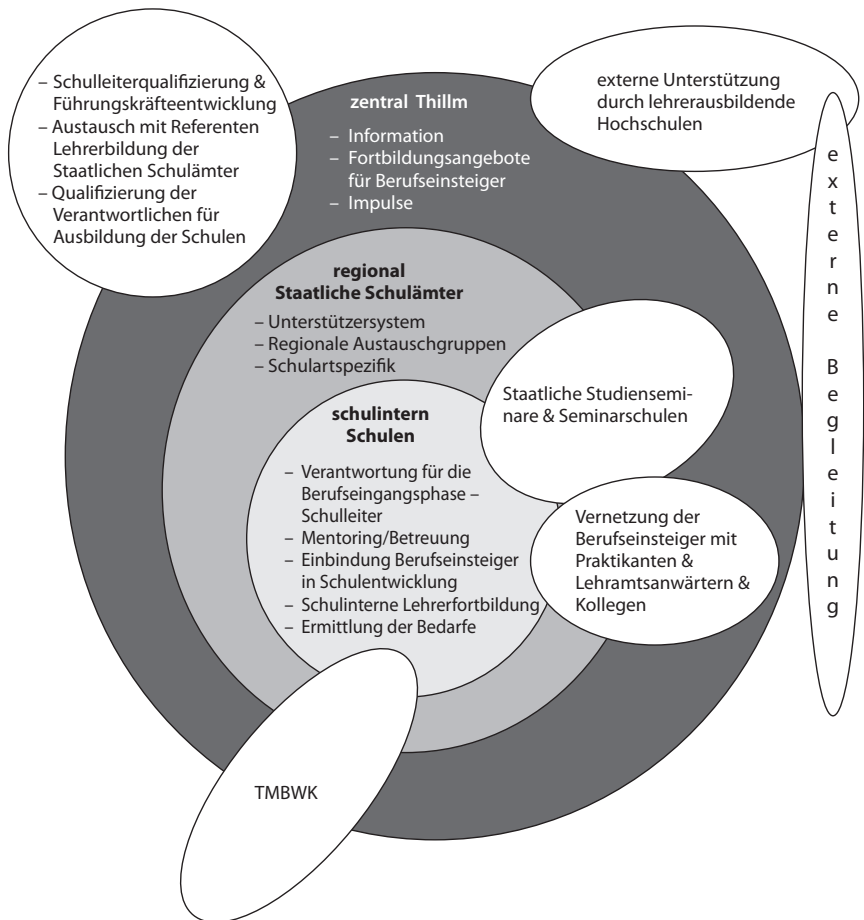 – Schulleiterqualifizierung &
Führungskräfteentwicklung
– Austausch mit Referenten
Lehrerbildung der
Staatlichen Schulämter
– Qualifizierung der
Verantwortlichen für
Ausbildung der Schulen
zentral Thillm
– Information
– Fortbildungsangebote
für Berufseinsteiger
– Impulse
externe Unterstützung
durch lehrerausbildende
Hochschulen
externe Begleitung
regional
Staatliche Schulämter
– Unterstützersystem
– Regionale Austauschgruppen
– Schulartspezifik
Staatliche Studiensemi-
nare & Seminarschulen
schulintern
Schulen
– Verantwortung für die
Berufseingangsphase –
Schulleiter
– Mentoring/Betreuung
– Einbindung Berufseinsteiger
in Schulentwicklung
– Schulinterne Lehrerfortbildung
– Ermittlung der Bedarfe
Vernetzung der
Berufseinsteiger mit
Praktikanten &
Lehramtsanwärtern &
Kollegen
TMBWK